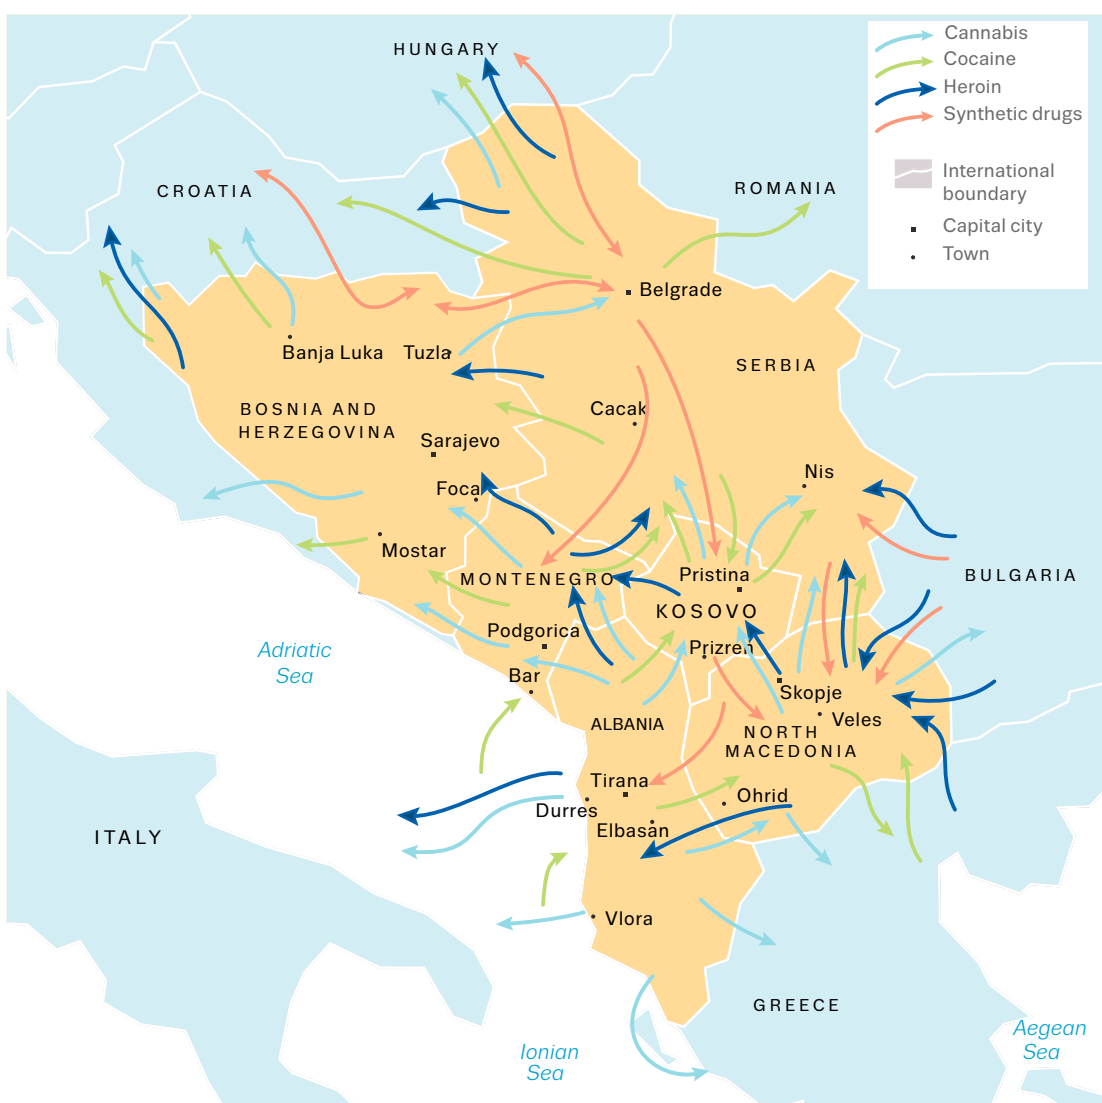 HUNGARY
Cannabis
Cocaine
Heroin
Synthetic drugs
International
boundary
Capital city
Town
CROATIA
ROMANIA
Belgrade
Banja Luka
Tuzla
SERBIA
BOSNIA AND
HERZEGOVINA
Cacak
Sarajevo
Nis
Foca
Mostar
MONTENEGRO
Pristina
BULGARIA
KOSOVO
Podgorica
Prizren
Adriatic
Sea
Bar
Skopje
Veles
ALBANIA
NORTH
MACEDONIA
Tirana
Ohrid
Durres
Elbasan
ITALY
Vlora
GREECE
Ionian
Sea
Aegean
Sea